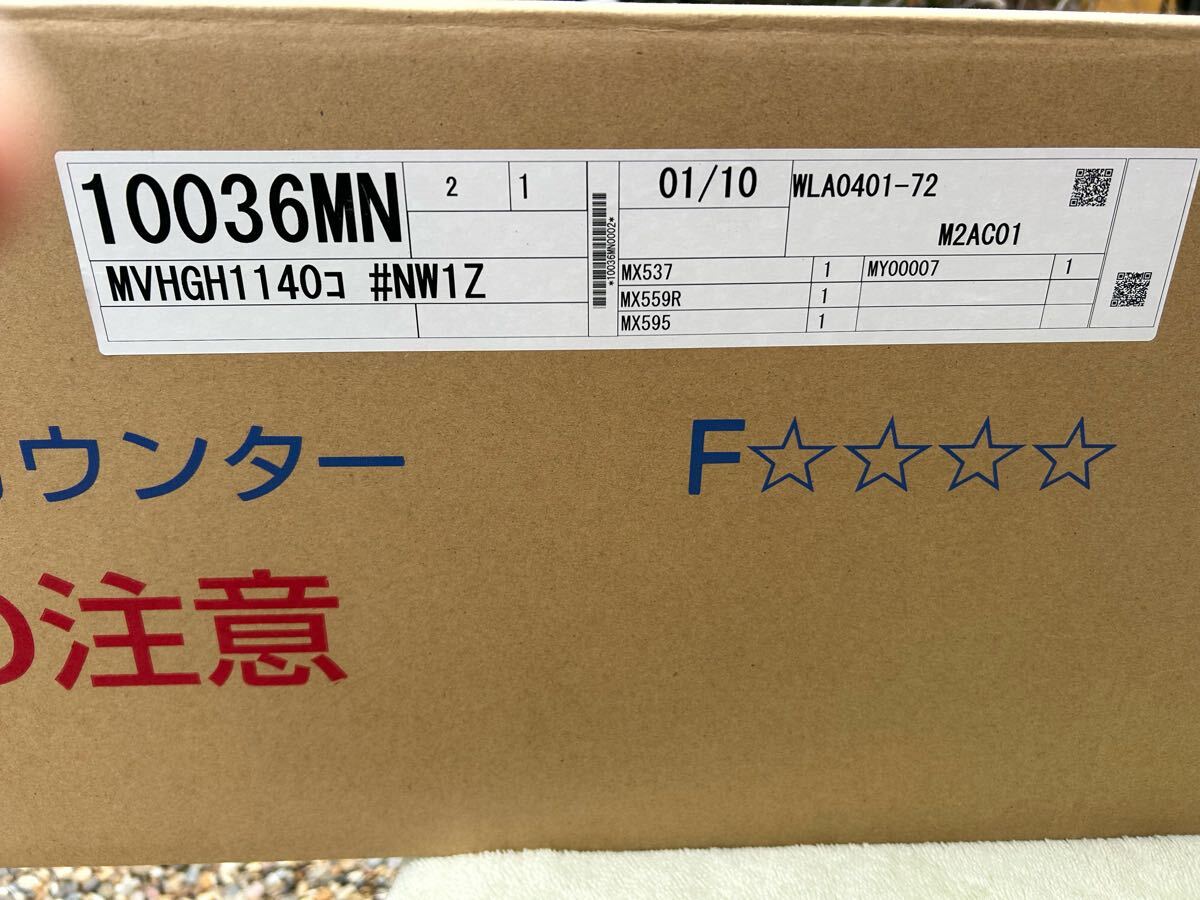 10036MN 2 1
MVHGH1140コ #NW1Z
*10036MN0002*
01/10 WLA0401-72
M2AC01
MX537 1 MY00007 1
MX559R 1
MX595 1
ウンター F☆☆☆☆
の注意